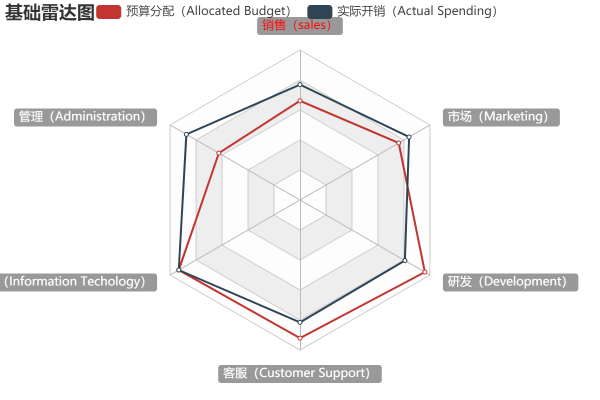 基础雷达图
预算分配（Allocated Budget）
实际开销（Actual Spending）
销售（sales）
管理（Administration）
市场（Marketing）
(Information Techology）
研发（Development）
客服（Customer Support）